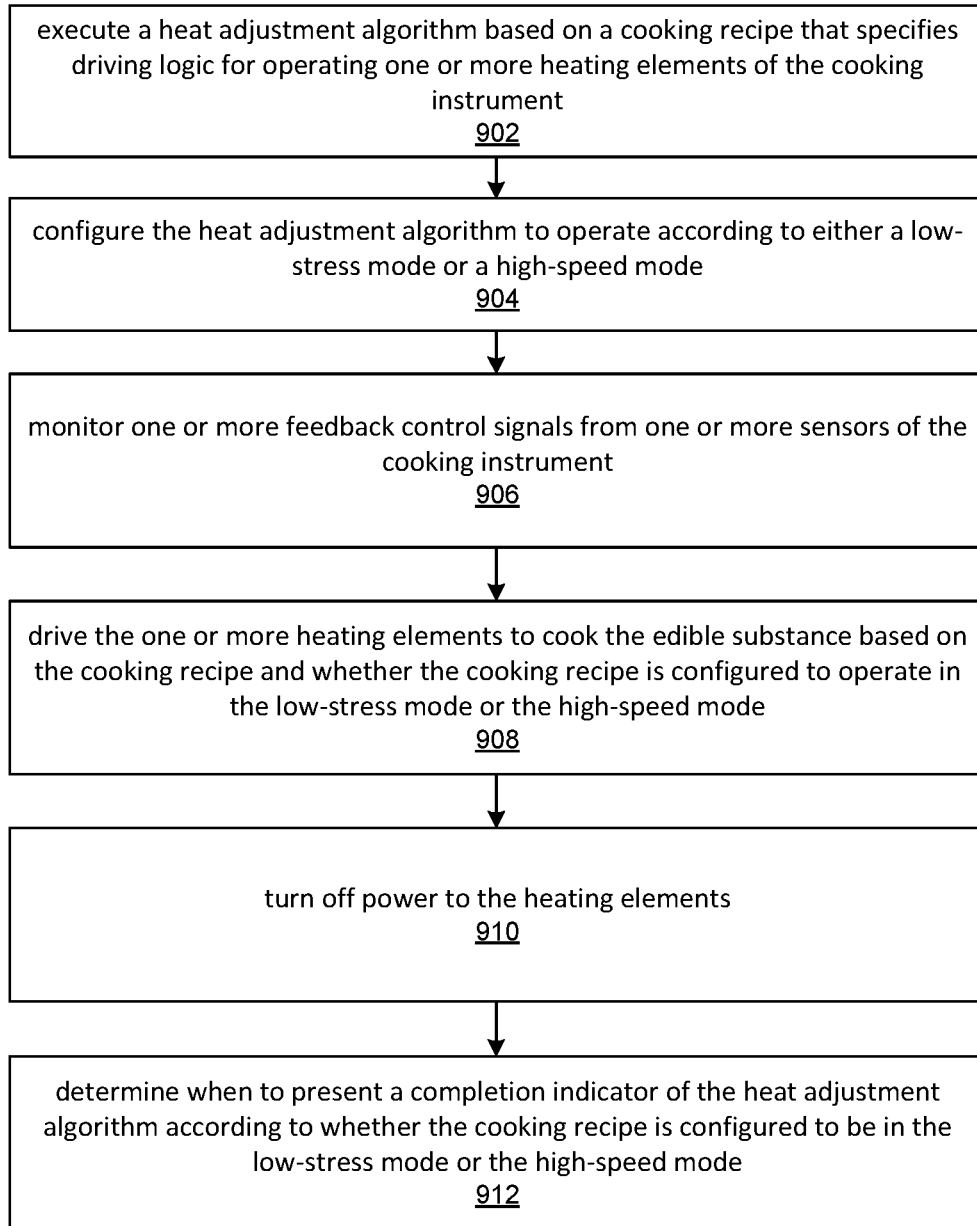 execute a heat adjustment algorithm based on a cooking recipe that specifies
driving logic for operating one or more heating elements of the cooking
instrument
902
configure the heat adjustment algorithm to operate according to either a low-
stress mode or a high-speed mode
904
monitor one or more feedback control signals from one or more sensors of the
cooking instrument
906
drive the one or more heating elements to cook the edible substance based on
the cooking recipe and whether the cooking recipe is configured to operate in
the low-stress mode or the high-speed mode
908
turn off power to the heating elements
910
determine when to present a completion indicator of the heat adjustment
algorithm according to whether the cooking recipe is configured to be in the
low-stress mode or the high-speed mode
912